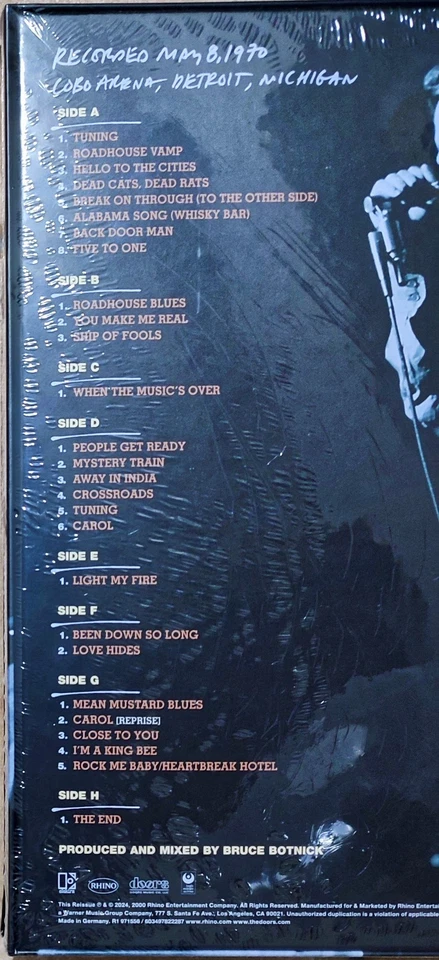 RECORDED MAY 8, 1970
COBO ARENA, DETROIT, MICHIGAN
SIDE A
1. TUNING
2. ROADHOUSE VAMP
3. HELLO TO THE CITIES
4. DEAD CATS, DEAD RATS
5. BREAK ON THROUGH (TO THE OTHER SIDE)
6. ALABAMA SONG (WHISKY BAR)
7. BACK DOOR MAN
8. FIVE TO ONE
SIDE B
1. ROADHOUSE BLUES
2. YOU MAKE ME REAL
3. SHIP OF FOOLS
SIDE C
1. WHEN THE MUSIC'S OVER
SIDE D
1. PEOPLE GET READY
2. MYSTERY TRAIN
3. AWAY IN INDIA
4. CROSSROADS
5. TUNING
6. CAROL
SIDE E
1. LIGHT MY FIRE
SIDE F
1. BEEN DOWN SO LONG
2. LOVE HIDES
SIDE G
1. MEAN MUSTARD BLUES
2. CAROL [REPRISE]
3. CLOSE TO YOU
4. I'M A KING BEE
5. ROCK ME BABY/HEARTBREAK HOTEL
SIDE H
1. THE END
PRODUCED AND MIXED BY BRUCE BOTNICK
RHINO doors
This Reissue ℗ & © 2024, 2000 Rhino Entertainment Company. All Rights Reserved. Manufactured for & Marketed by Rhino Entertai
a Warner Music Group Company, 777 S. Santa Fe Ave., Los Angeles, CA 90021. Unauthorized duplication is a violation of applicable
Made in Germany. R1 971556 / 603497822287 www.rhino.com www.thedoors.com